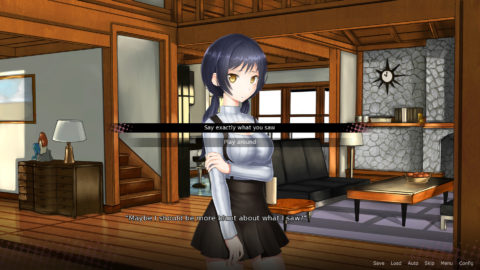 Say exactly what you saw
Play around
"Maybe I should be more blunt about what I saw?"
Save Load Auto Skip Menu Config